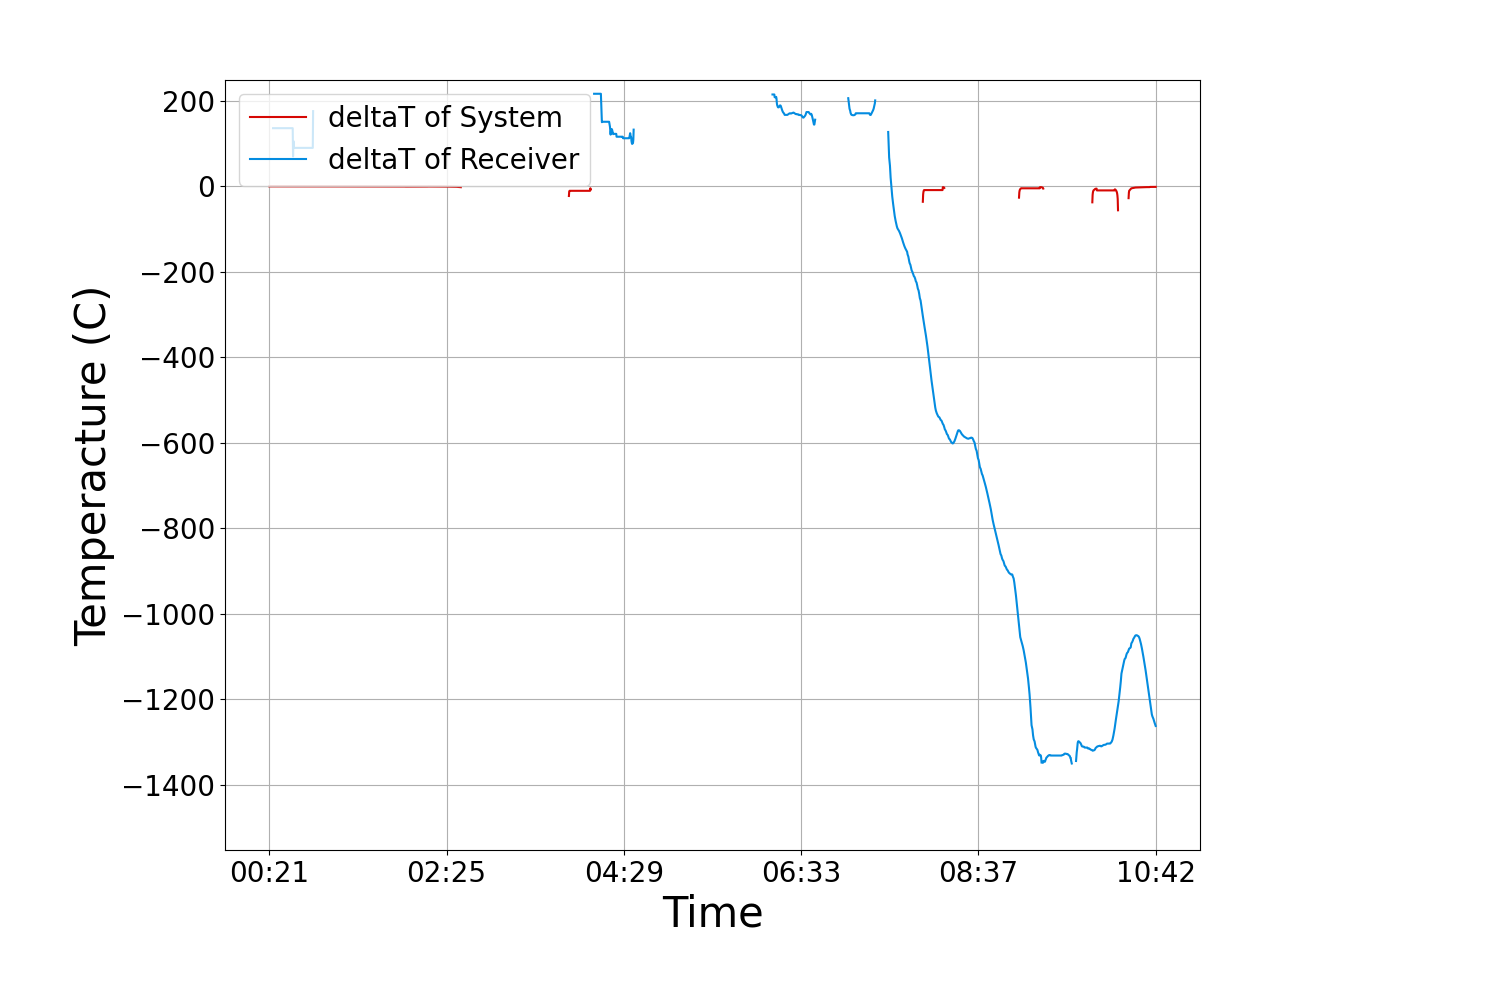 deltaT of System
deltaT of Receiver
200
0
−200
−400
−600
−800
−1000
−1200
−1400
Temperacture (C)
00:21 02:25 04:29 06:33 08:37 10:42
Time